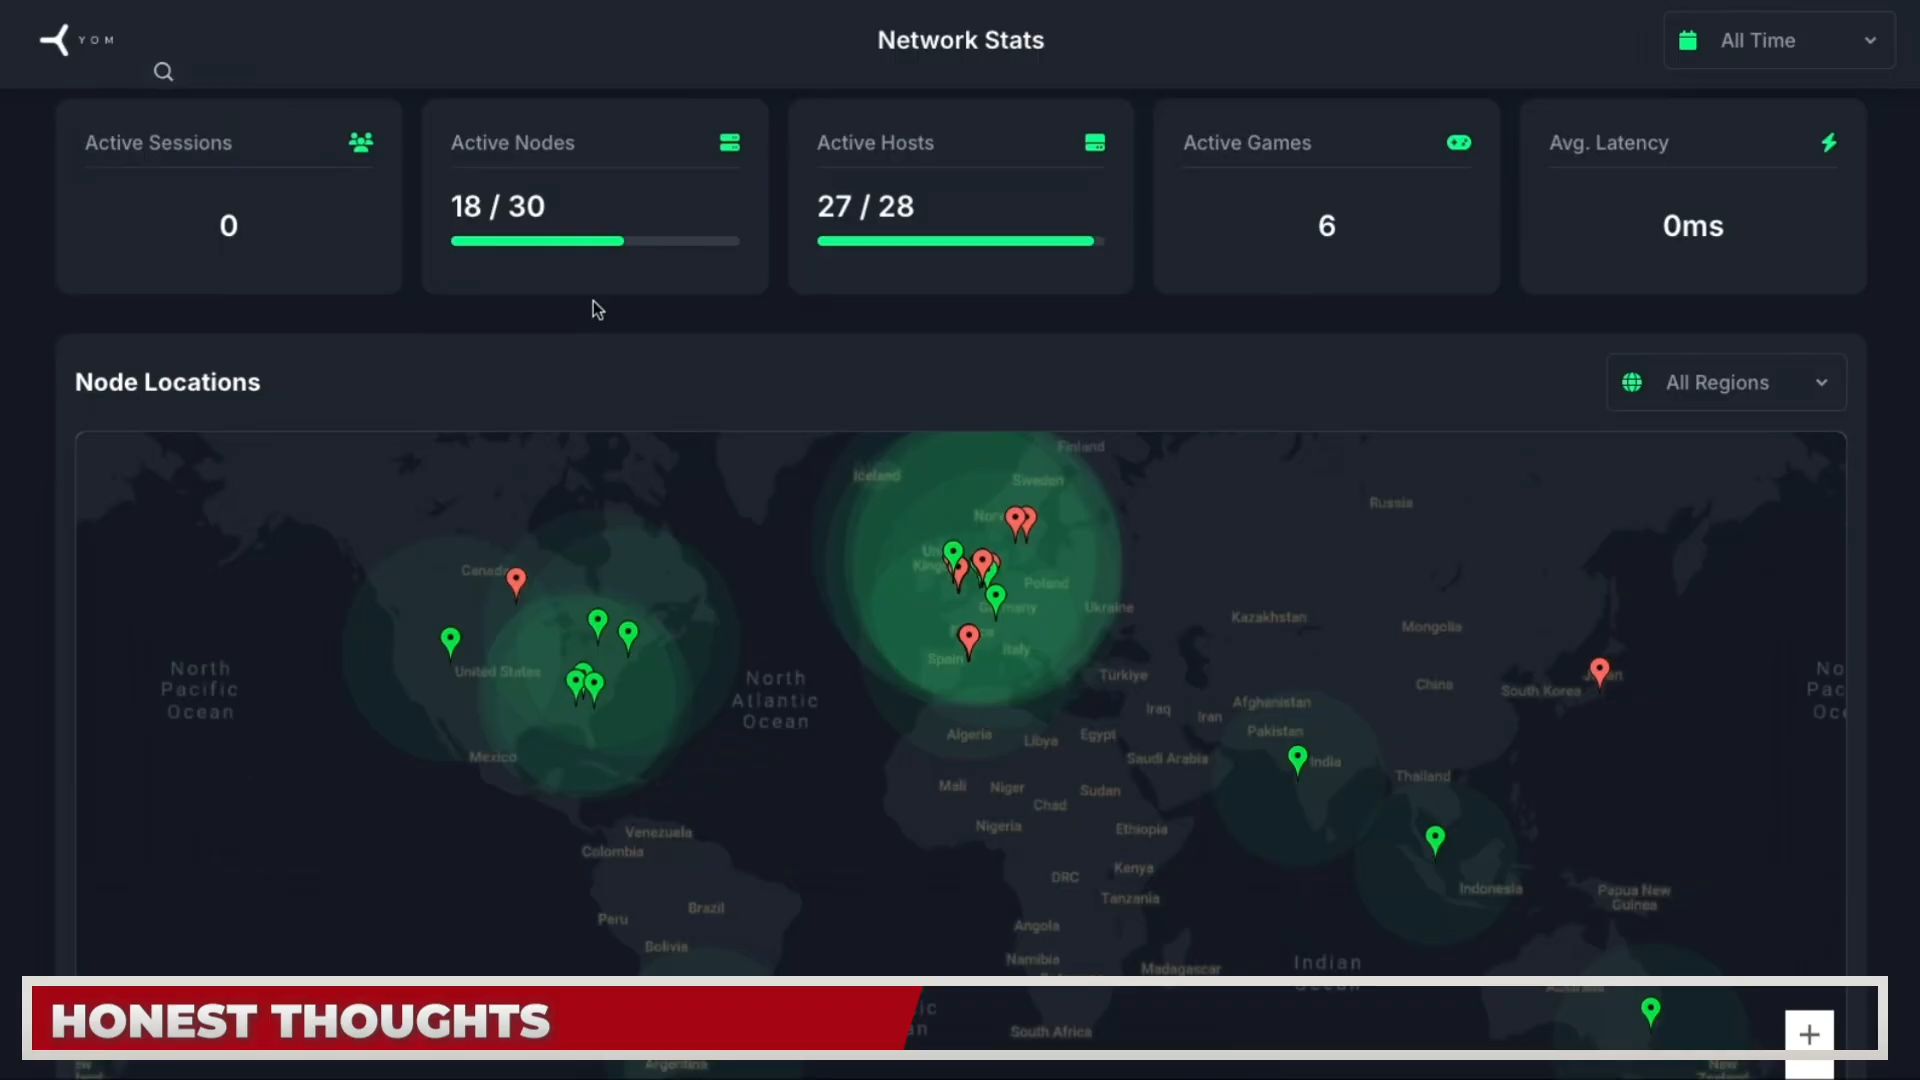 YOM
Network Stats
All Time
Active Sessions
0
Active Nodes
18 / 30
Active Hosts
27 / 28
Active Games
6
Avg. Latency
0ms
Node Locations
All Regions
Finland
Iceland
Sweden
Russia
Canada
Poland
Ukraine
Kazakhstan
Mongolia
United States
Spain
Italy
Türkiye
China
South Korea
North
Pacific
Ocean
North
Atlantic
Ocean
Afghanistan
Iraq
Iran
Pakistan
Algeria
Libya
Egypt
Saudi Arabia
India
Thailand
Mexico
Mali
Niger
Chad
Sudan
Nigeria
Ethiopia
Venezuela
Colombia
DRC
Kenya
Tanzania
Indonesia
Papua New
Guinea
Brazil
Peru
Bolivia
Angola
Namibia
Madagascar
Indian
HONEST THOUGHTS
South Africa
Argentina
New